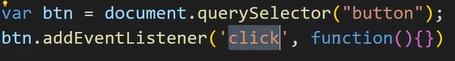 var btn = document.querySelector("button");
btn.addEventListener('click', function(){})